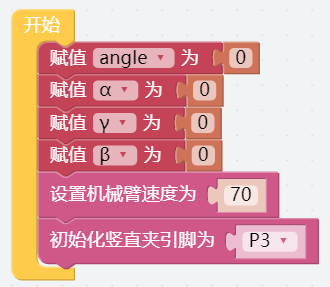 开始
赋值 angle 为 0
赋值 α 为 0
赋值 γ 为 0
赋值 β 为 0
设置机械臂速度为 70
初始化竖直夹引脚为 P3